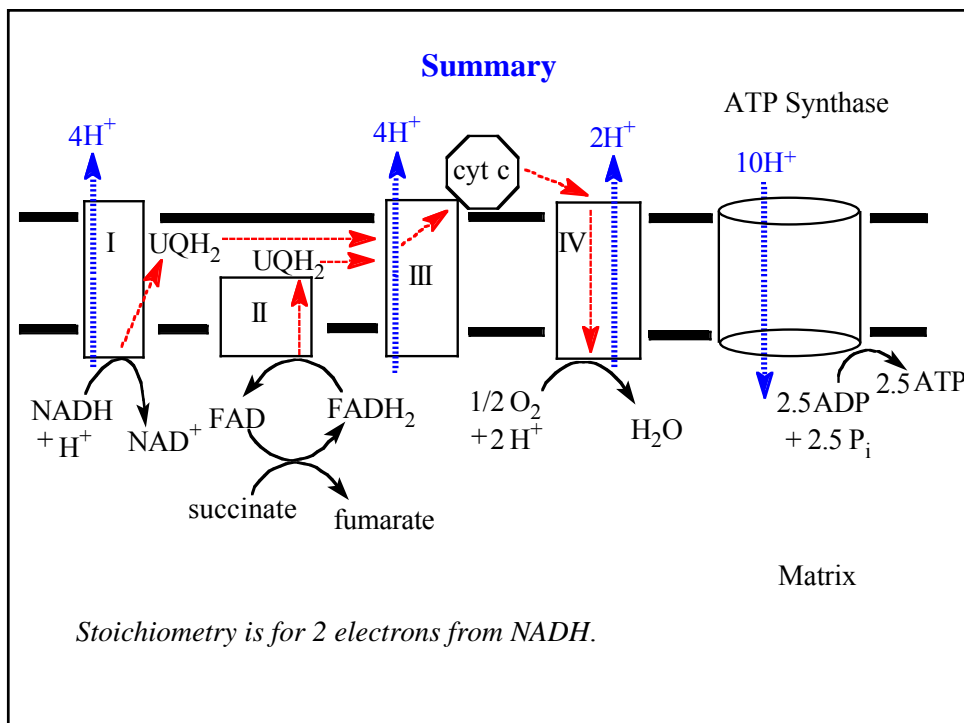 Summary
ATP Synthase
4H⁺
4H⁺
cyt c
2H⁺
10H⁺
I
UQH₂
UQH₂
II
III
IV
NADH
+ H⁺
NAD⁺
FAD
FADH₂
1/2 O₂
+ 2 H⁺
H₂O
2.5 ADP
+ 2.5 Pᵢ
2.5 ATP
succinate
fumarate
Matrix
Stoichiometry is for 2 electrons from NADH.